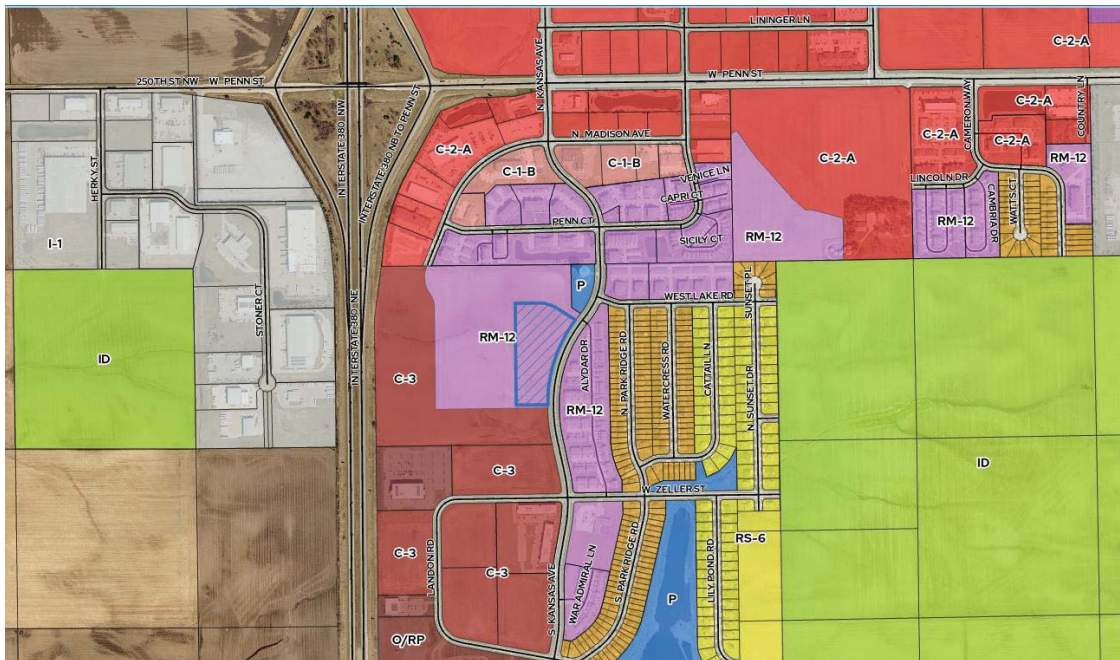 LININGER LN
C-2-A
250TH ST NW
W PENN ST
W PENN ST
N KANSAS AVE
INTERSTATE 380 NW
INTERSTATE 380 NB TO PENN ST
HERKY ST
N MADISON AVE
C-2-A
C-1-B
C-1-B
VENICE LN
CAPRI CT
C-2-A
CAMERON WAY
COUNTRY LN
C-2-A
C-2-A
C-2-A
RM-12
LINCOLN DR
CAMBRIA DR
WATTS CT
RM-12
PENN CT
SICILY CT
RM-12
I-1
STONER CT
INTERSTATE 380 NE
P
WEST LAKE RD
SUNSET PL
ID
RM-12
C-3
ALYDAR DR
RM-12
N PARK RIDGE RD
WATERCRESS RD
CATTAIL LN
N SUNSET DR
ID
C-3
W ZELLER ST
C-3
LANDON RD
C-3
S KANSAS AVE
WAR ADMIRAL LN
S PARK RIDGE RD
P
LILY POND RD
RS-6
O/RP